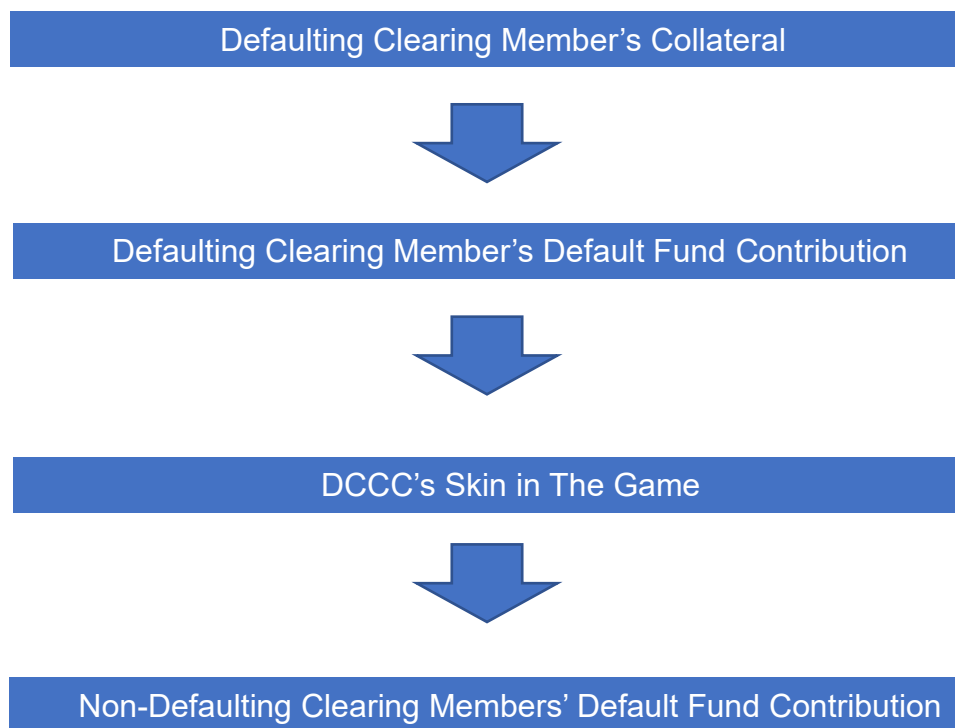 Defaulting Clearing Member’s Collateral
Defaulting Clearing Member’s Default Fund Contribution
DCCC’s Skin in The Game
Non-Defaulting Clearing Members’ Default Fund Contribution